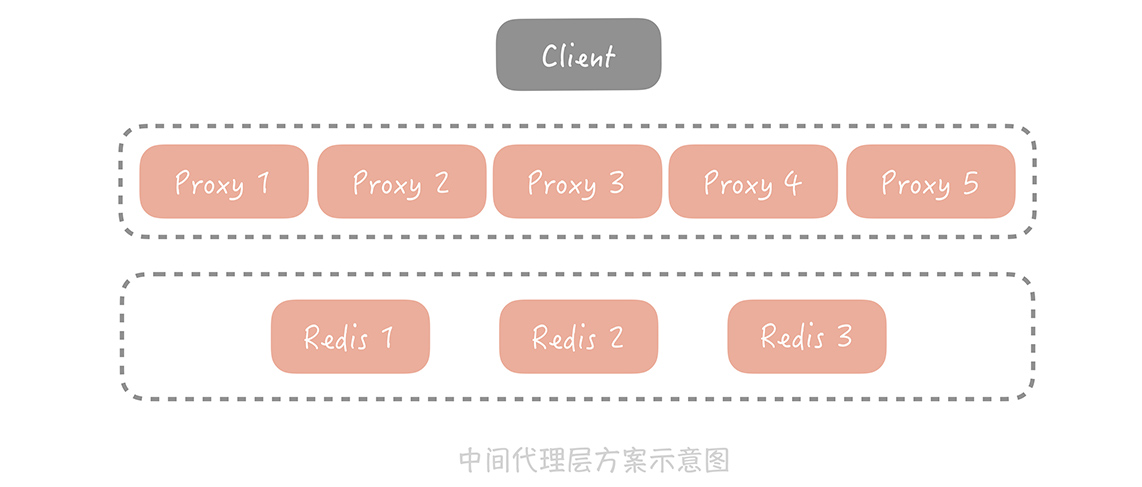 Client
Proxy 1 Proxy 2 Proxy 3 Proxy 4 Proxy 5
Redis 1 Redis 2 Redis 3
中间代理层方案示意图